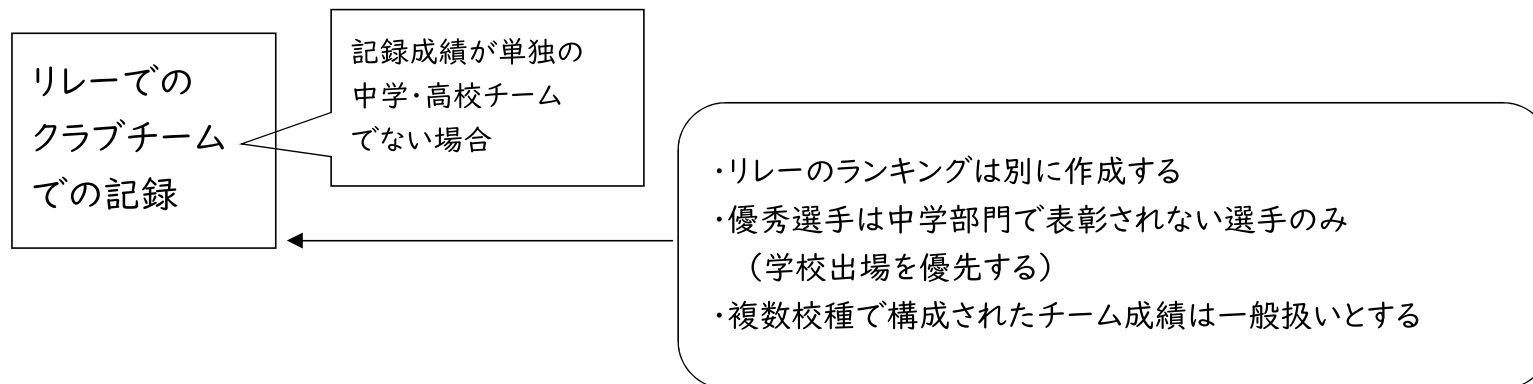 リレーでの
クラブチーム
での記録
記録成績が単独の
中学・高校チーム
でない場合
・リレーのランキングは別に作成する
・優秀選手は中学部門で表彰されない選手のみ
（学校出場を優先する）
・複数校種で構成されたチーム成績は一般扱いとする